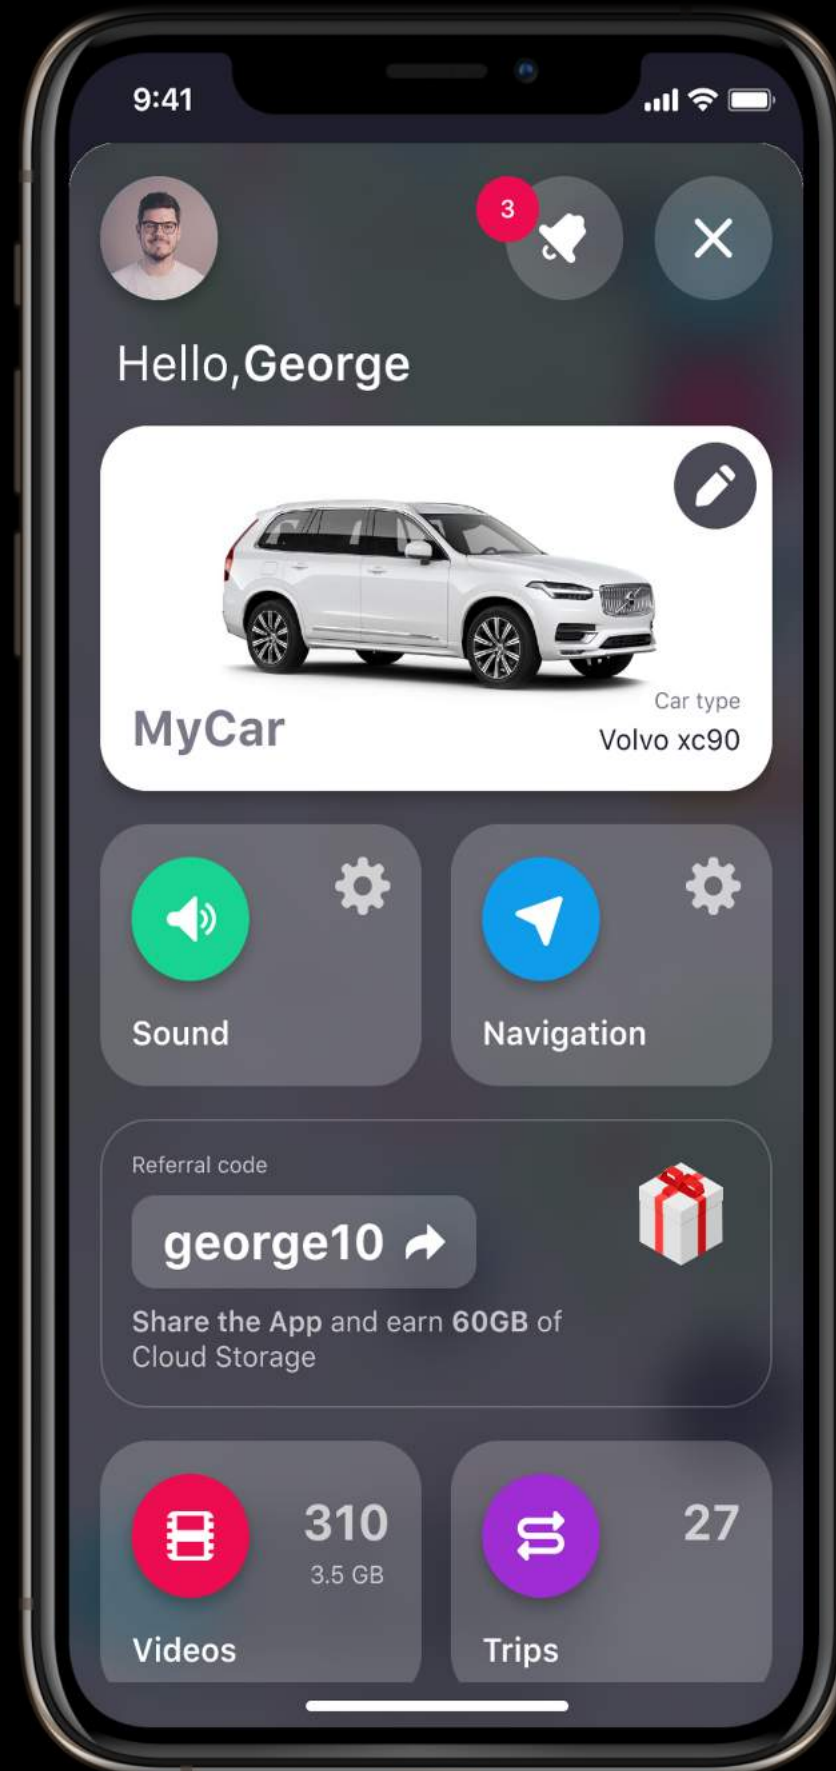 9:41
3
Hello,George
MyCar
Car type
Volvo xc90
Sound
Navigation
Referral code
george10
Share the App and earn 60GB of
Cloud Storage
310
3.5 GB
Videos
27
Trips